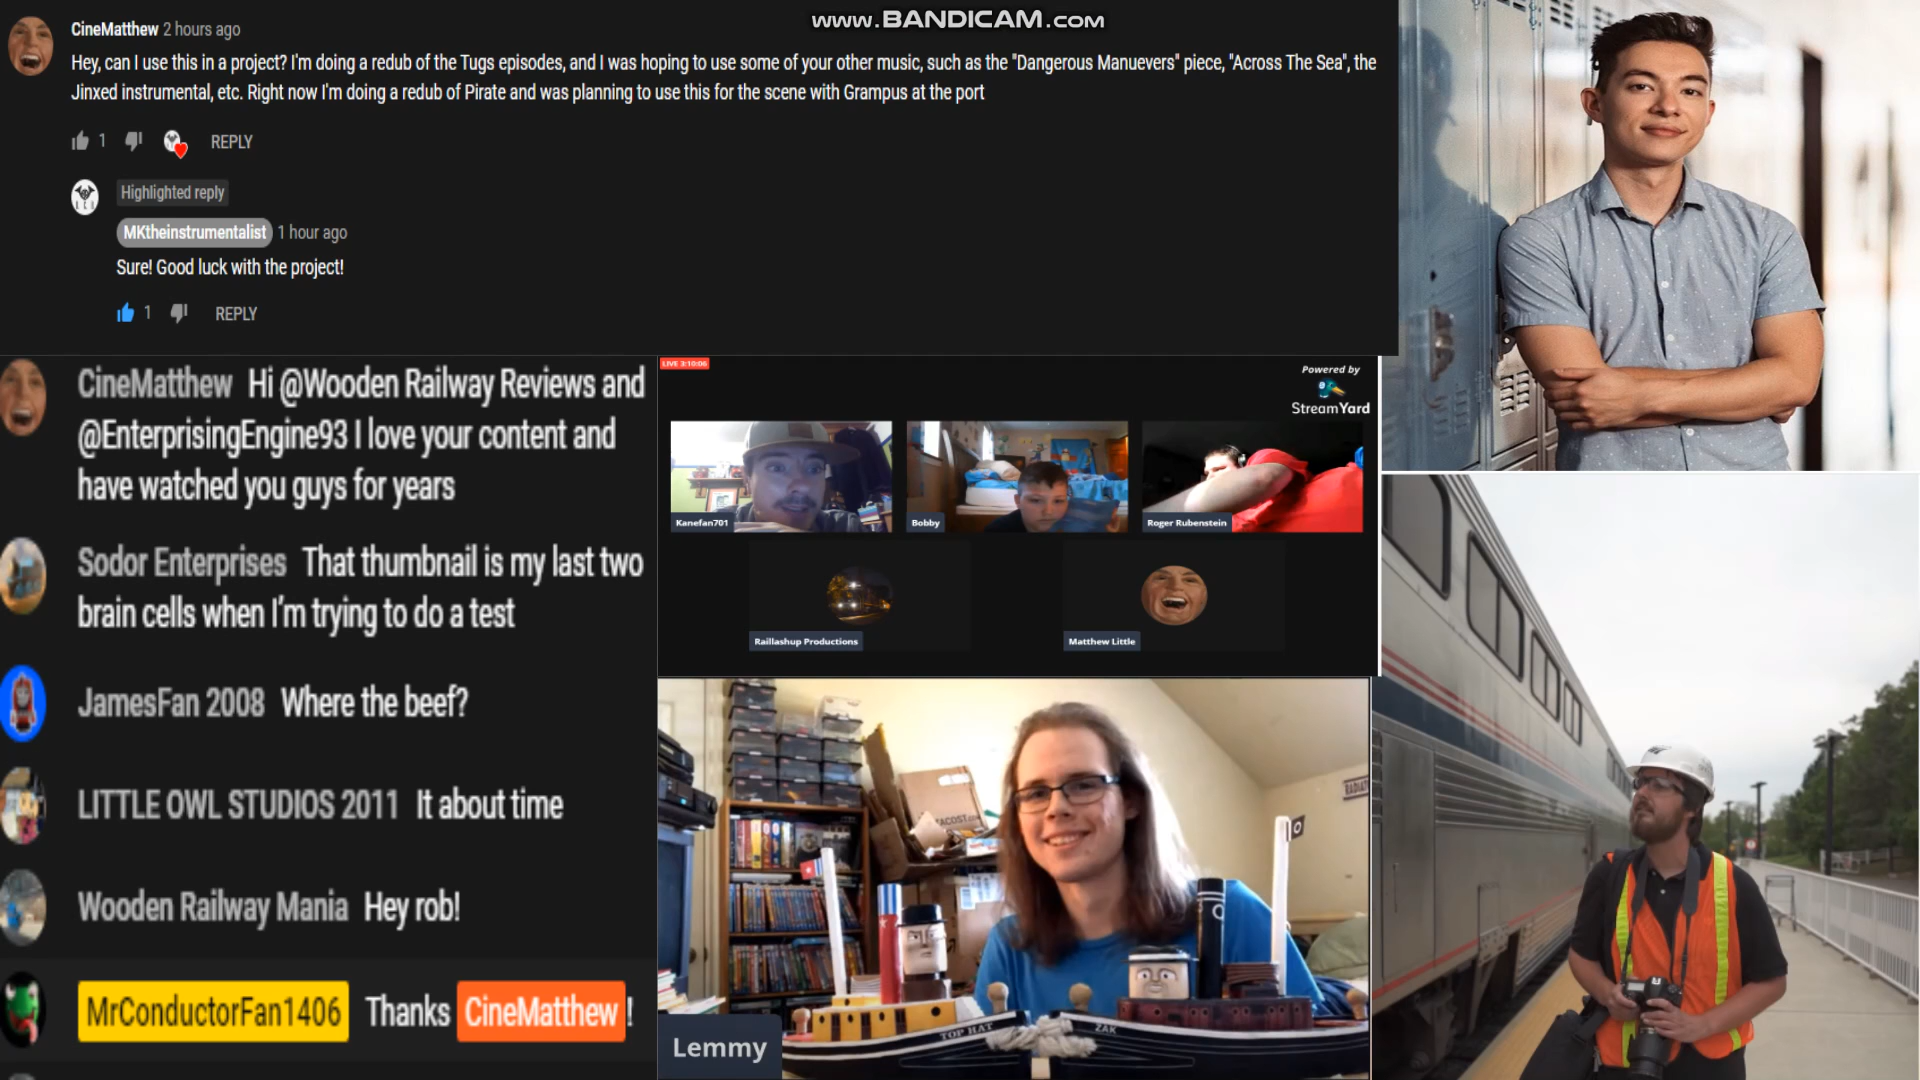 www.BANDICAM.com
CineMatthew 2 hours ago
Hey, can I use this in a project? I'm doing a redub of the Tugs episodes, and I was hoping to use some of your other music, such as the "Dangerous Manuevers" piece, "Across The Sea", the
Jinxed instrumental, etc. Right now I'm doing a redub of Pirate and was planning to use this for the scene with Grampus at the port
1 REPLY
Highlighted reply
MKtheinstrumentalist 1 hour ago
Sure! Good luck with the project!
1 REPLY
CineMatthew Hi @Wooden Railway Reviews and
@EnterprisingEngine93 I love your content and
have watched you guys for years
Sodor Enterprises That thumbnail is my last two
brain cells when I'm trying to do a test
JamesFan 2008 Where the beef?
LITTLE OWL STUDIOS 2011 It about time
Wooden Railway Mania Hey rob!
MrConductorFan1406 Thanks CineMatthew !
LIVE 3:10:06
Powered by
StreamYard
Kanefan701
Bobby
Roger Rubenstein
Raillashup Productions
Matthew Little
TOP HAT
ZAK
Lemmy